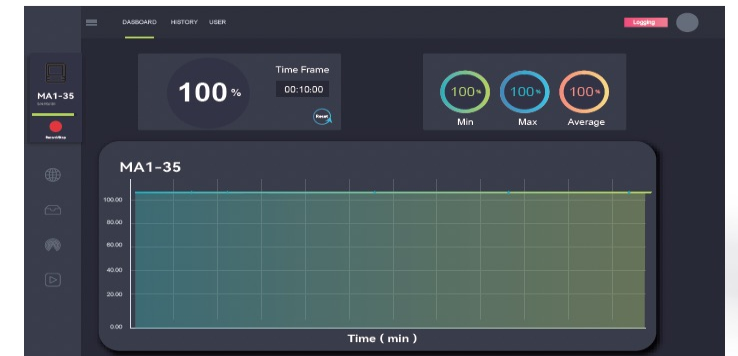 DASBOARD HISTORY USER
Logging
MA1-35
100%
Time Frame
00:10:00
Reset
100%
Min
100%
Max
100%
Average
MA1-35
100.00
80.00
60.00
40.00
20.00
0.00
Time ( min )